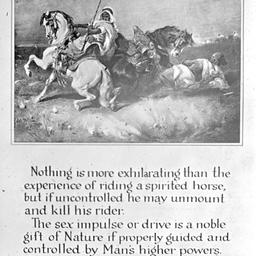 Nothing is more exhilarating than the
experience of riding a spirited horse,
but if uncontrolled he may unmount
and kill his rider.
The sex impulse or drive is a noble
gift of Nature if properly guided and
controlled by Man's higher powers.